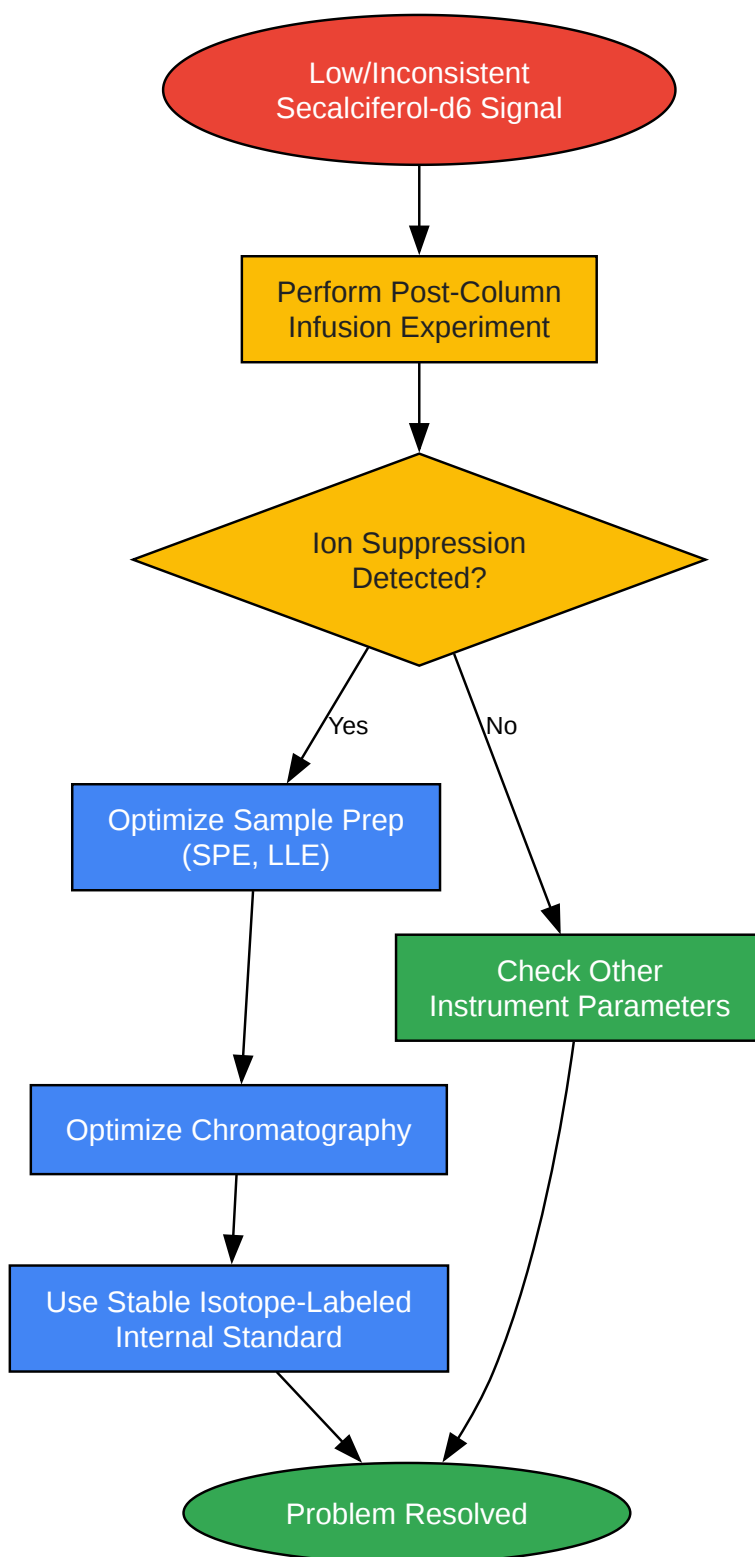 Low/Inconsistent
Secalciferol-d6 Signal
Perform Post-Column
Infusion Experiment
Ion Suppression
Detected?
Yes
No
Optimize Sample Prep
(SPE, LLE)
Check Other
Instrument Parameters
Optimize Chromatography
Use Stable Isotope-Labeled
Internal Standard
Problem Resolved